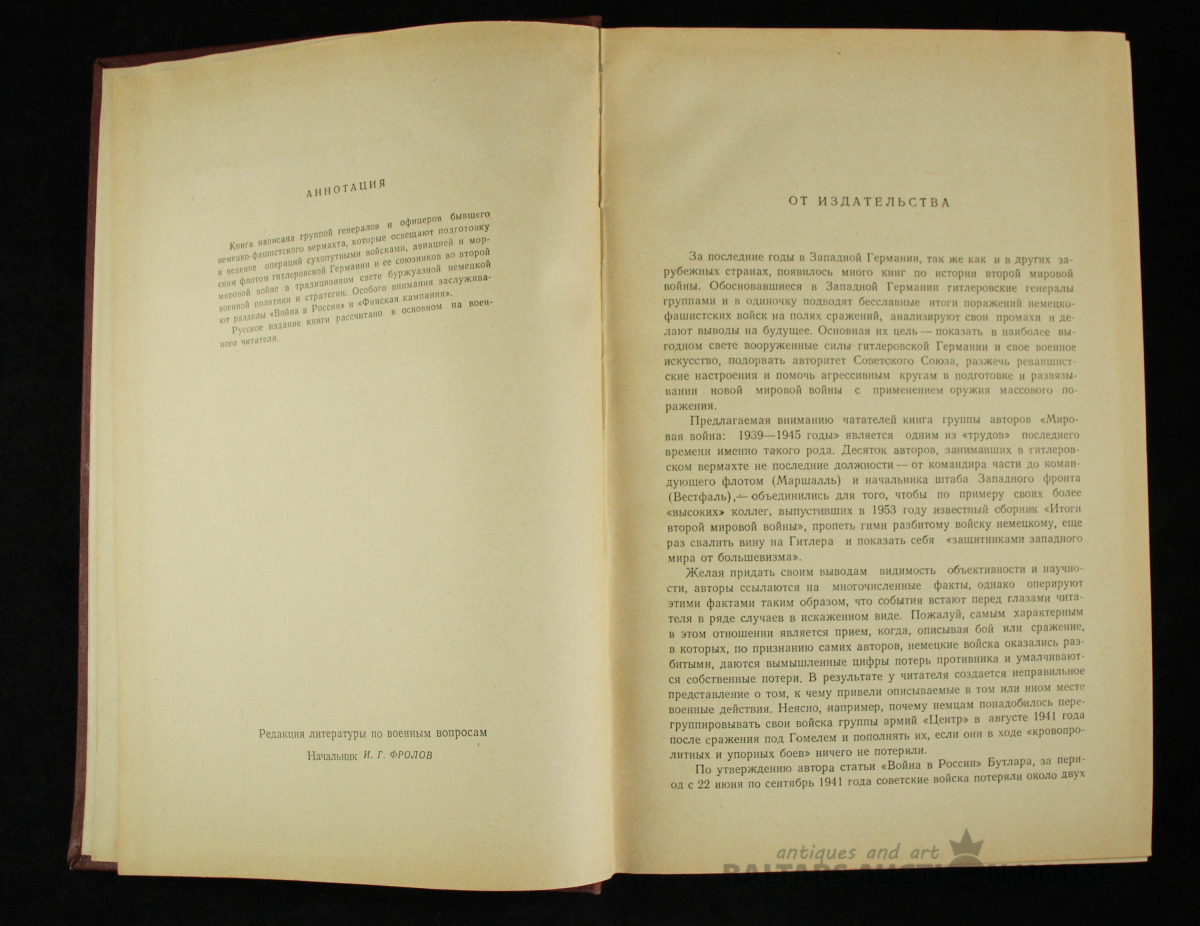 АННОТАЦИЯ
Книга написана группой генералов и офицеров бывшего
немецко-фашистского вермахта, которые освещают подготовку
и ведение операций сухопутными войсками, авиацией и мор-
ским флотом гитлеровской Германии и ее союзников во второй
мировой войне в традиционном свете буржуазной немецкой
военной политики и стратегии. Особого внимания заслужива-
ют разделы «Война в России» и «Финская кампания».
Русское издание книги рассчитано в основном на воен-
ного читателя.
Редакция литературы по военным вопросам
Начальник И. Г. ФРОЛОВ
ОТ ИЗДАТЕЛЬСТВА
За последние годы в Западной Германии, так же как и в других за-
рубежных странах, появилось много книг по истории второй мировой
войны. Обосновавшиеся в Западной Германии гитлеровские генералы
группами и в одиночку подводят бесславные итоги поражений немецко-
фашистских войск на полях сражений, анализируют свои промахи и де-
лают выводы на будущее. Основная их цель — показать в наиболее вы-
годном свете вооруженные силы гитлеровской Германии и свое военное
искусство, подорвать авторитет Советского Союза, разжечь реваншист-
ские настроения и помочь агрессивным кругам в подготовке и развязы-
вании новой мировой войны с применением оружия массового по-
ражения.
Предлагаемая вниманию чатателей книга группы авторов «Миро-
вая война: 1939—1945 годы» является одним из «трудов» последнего
времени именно такого рода. Десяток авторов, занимавших в гитлеров-
ском вермахте не последние должности — от командира части до коман-
дующего флотом (Маршалль) и начальника штаба Западного фронта
(Вестфаль), — объединились для того, чтобы по примеру своих более
«высоких» коллег, выпустивших в 1953 году известный сборник «Итоги
второй мировой войны», пропеть гимн разбитому войску немецкому, еще
раз свалить вину на Гитлера и показать себя «защитниками западного
мира от большевизма».
Желая придать своим выводам видимость объективности и научно-
сти, авторы ссылаются на многочисленные факты, однако оперируют
этими фактами таким образом, что события встают перед глазами чита-
теля в ряде случаев в искаженном виде. Пожалуй, самым характерным
в этом отношении является прием, когда, описывая бой или сражение,
в которых, по признанию самих авторов, немецкие войска оказались раз-
битыми, даются вымышленные цифры потерь противника и умалчивают-
ся собственные потери. В результате у читателя создается неправильное
представление о том, к чему привели описываемые в том или ином месте
военные действия. Неясно, например, почему немцам понадобилось пере-
группировывать свои войска группы армий «Центр» в августе 1941 года
после сражения под Гомелем и пополнять их, если они в ходе «кровопро-
литных и упорных боев» ничего не потеряли.
По утверждению автора статьи «Война в России» Бутлара, за пери-
од с 22 июня по сентябрь 1941 года советские войска потеряли около двух
antiques and art
BALTARS AUCTION HOUSE